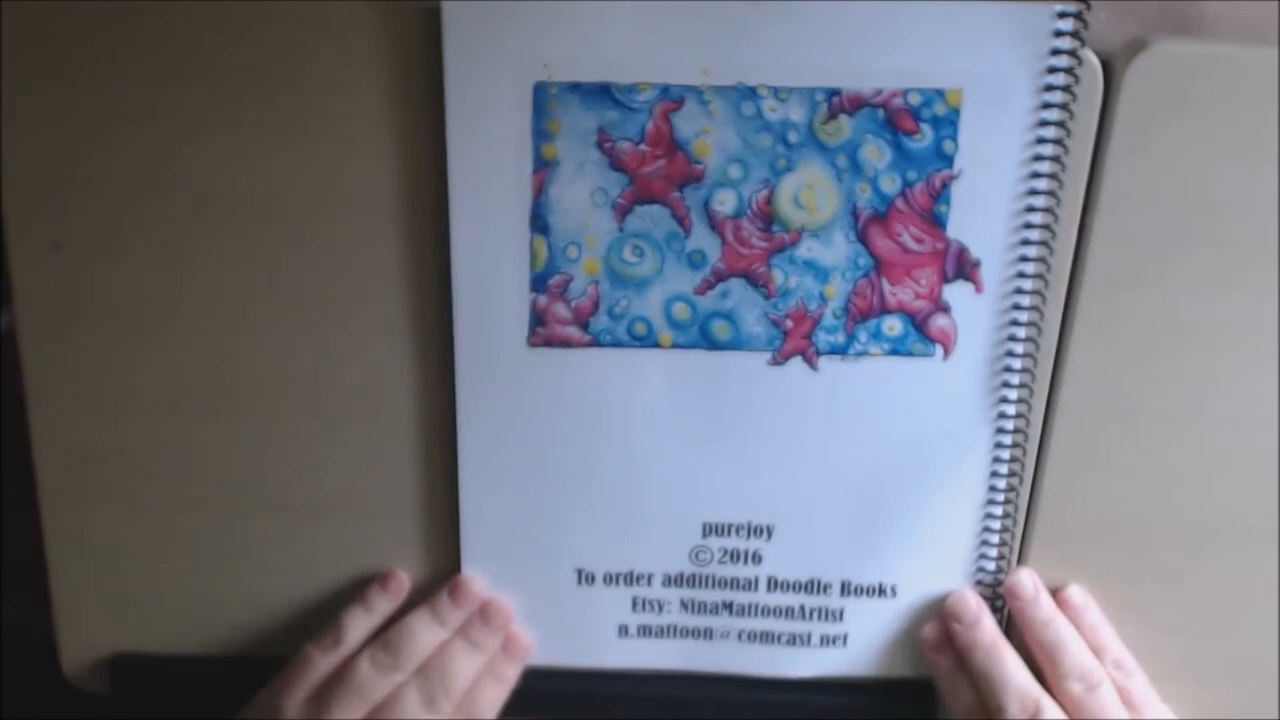 purejoy
©2016
To order additional Doodle Books
Etsy: NinaMattoonArtist
n.mattoon@comcast.net